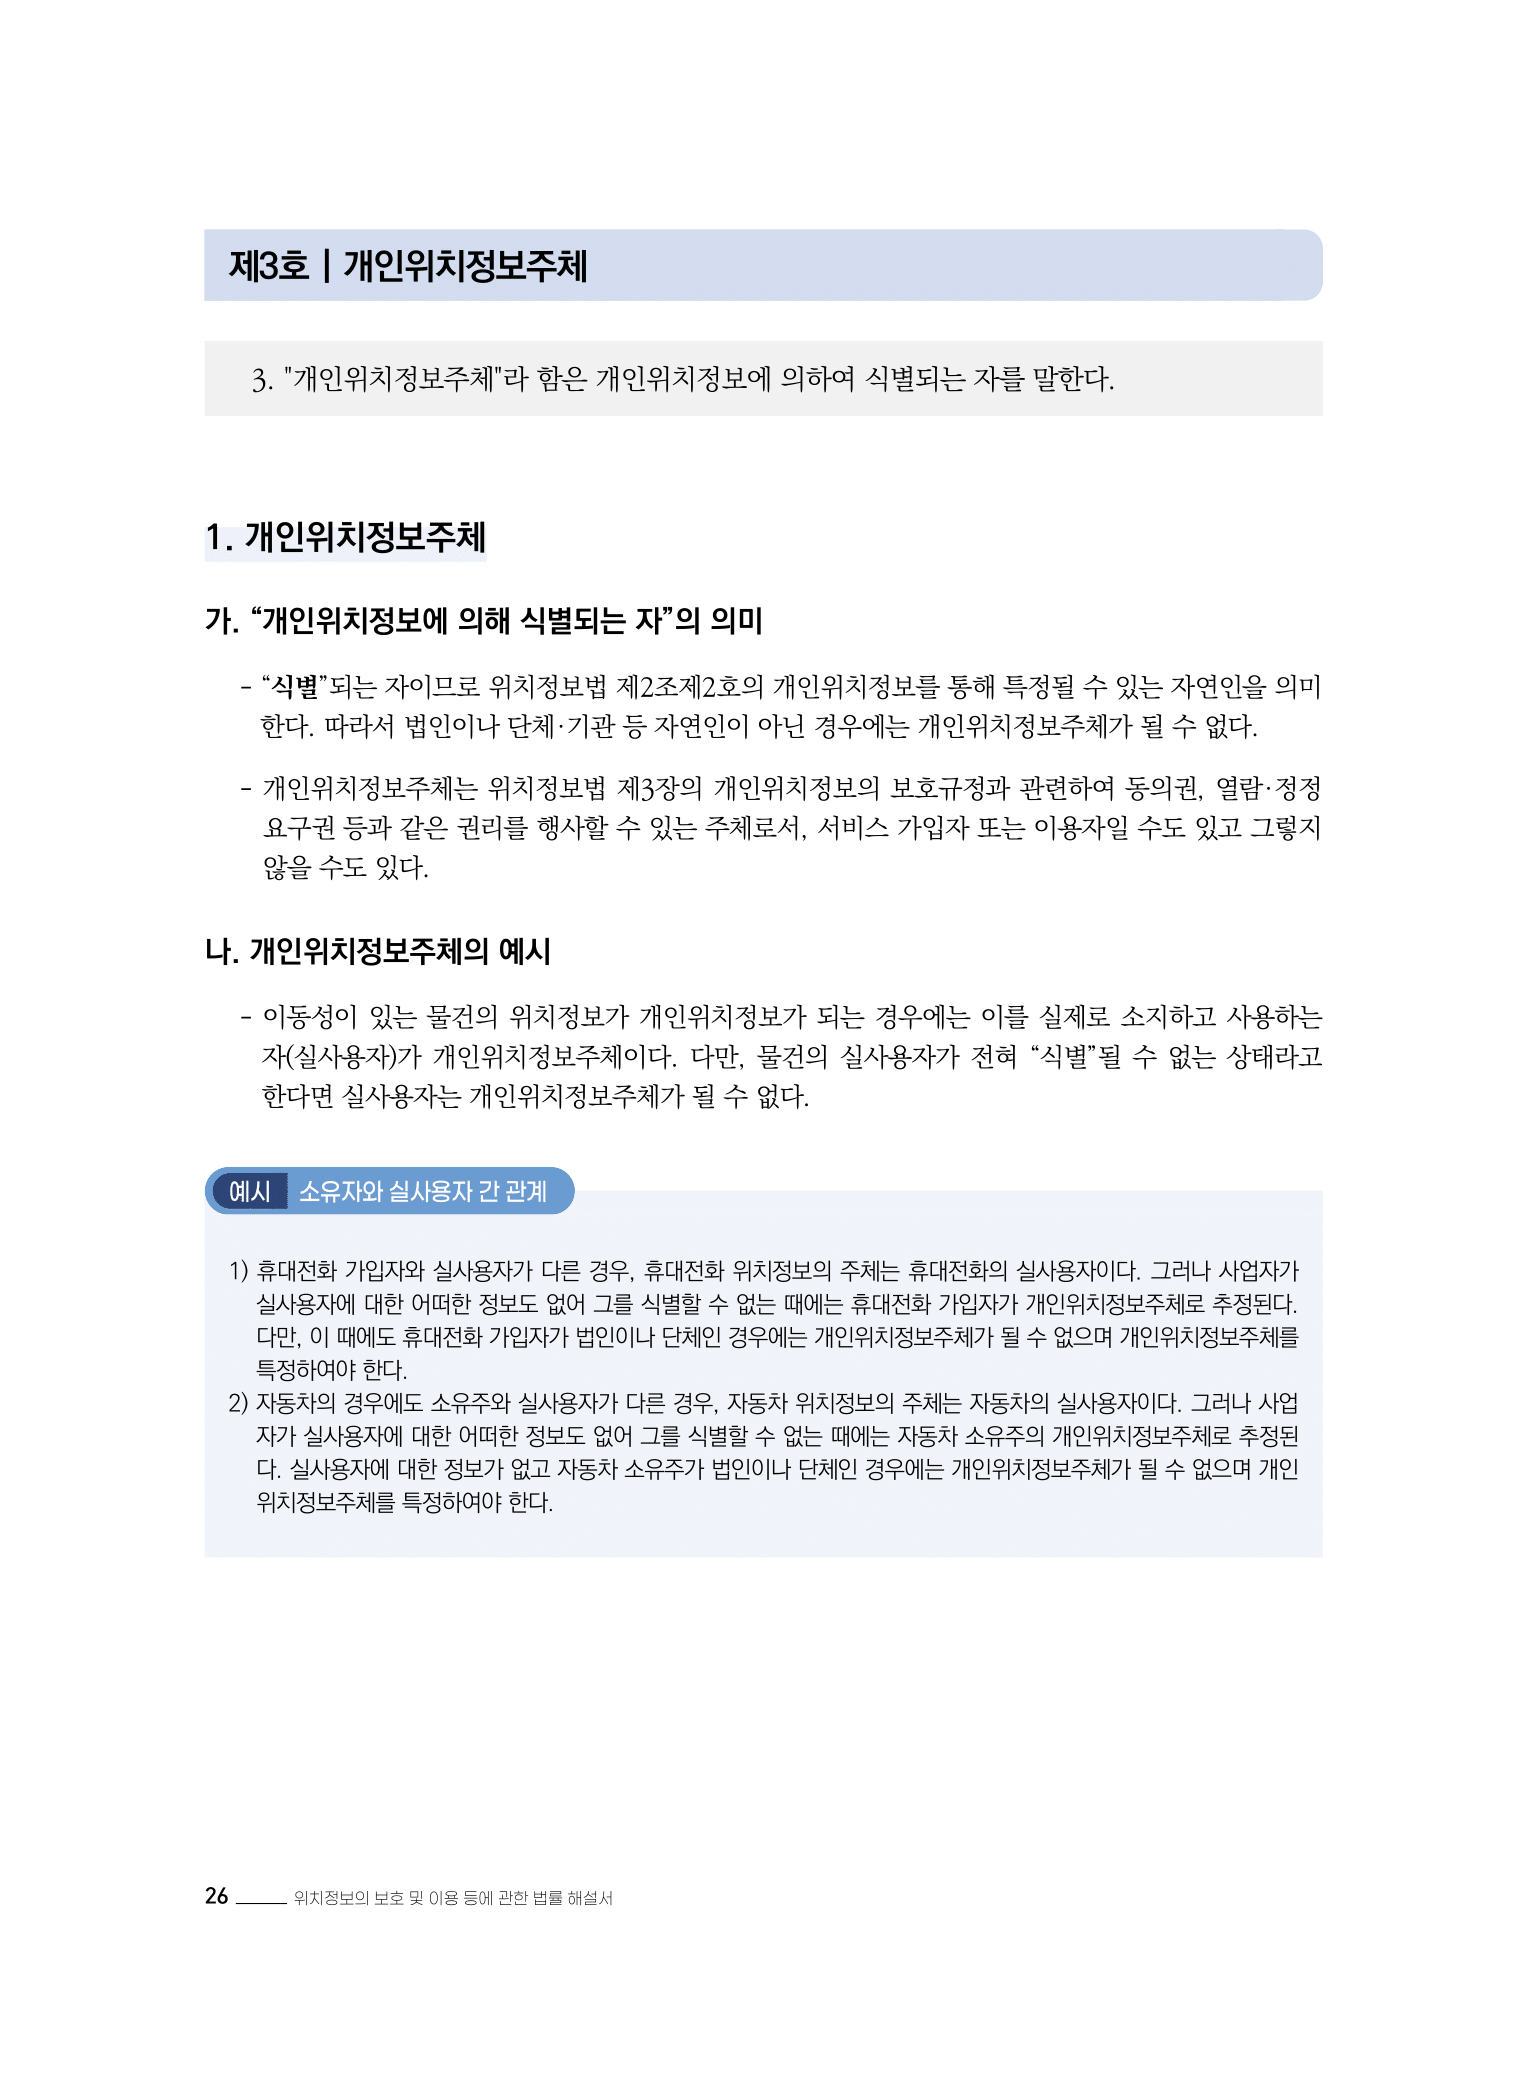 제3호 | 개인위치정보주체
3. "개인위치정보주체"라 함은 개인위치정보에 의하여 식별되는 자를 말한다.
1. 개인위치정보주체
가. “개인위치정보에 의해 식별되는 자”의 의미
- “식별”되는 자이므로 위치정보법 제2조제2호의 개인위치정보를 통해 특정될 수 있는 자연인을 의미
한다. 따라서 법인이나 단체·기관 등 자연인이 아닌 경우에는 개인위치정보주체가 될 수 없다.
- 개인위치정보주체는 위치정보법 제3장의 개인위치정보의 보호규정과 관련하여 동의권, 열람·정정
요구권 등과 같은 권리를 행사할 수 있는 주체로서, 서비스 가입자 또는 이용자일 수도 있고 그렇지
않을 수도 있다.
나. 개인위치정보주체의 예시
- 이동성이 있는 물건의 위치정보가 개인위치정보가 되는 경우에는 이를 실제로 소지하고 사용하는
자(실사용자)가 개인위치정보주체이다. 다만, 물건의 실사용자가 전혀 “식별”될 수 없는 상태라고
한다면 실사용자는 개인위치정보주체가 될 수 없다.
예시 소유자와 실사용자 간 관계
1) 휴대전화 가입자와 실사용자가 다른 경우, 휴대전화 위치정보의 주체는 휴대전화의 실사용자이다. 그러나 사업자가
실사용자에 대한 어떠한 정보도 없어 그를 식별할 수 없는 때에는 휴대전화 가입자가 개인위치정보주체로 추정된다.
다만, 이 때에도 휴대전화 가입자가 법인이나 단체인 경우에는 개인위치정보주체가 될 수 없으며 개인위치정보주체를
특정하여야 한다.
2) 자동차의 경우에도 소유주와 실사용자가 다른 경우, 자동차 위치정보의 주체는 자동차의 실사용자이다. 그러나 사업
자가 실사용자에 대한 어떠한 정보도 없어 그를 식별할 수 없는 때에는 자동차 소유주의 개인위치정보주체로 추정된
다. 실사용자에 대한 정보가 없고 자동차 소유주가 법인이나 단체인 경우에는 개인위치정보주체가 될 수 없으며 개인
위치정보주체를 특정하여야 한다.
26 위치정보의 보호 및 이용 등에 관한 법률 해설서